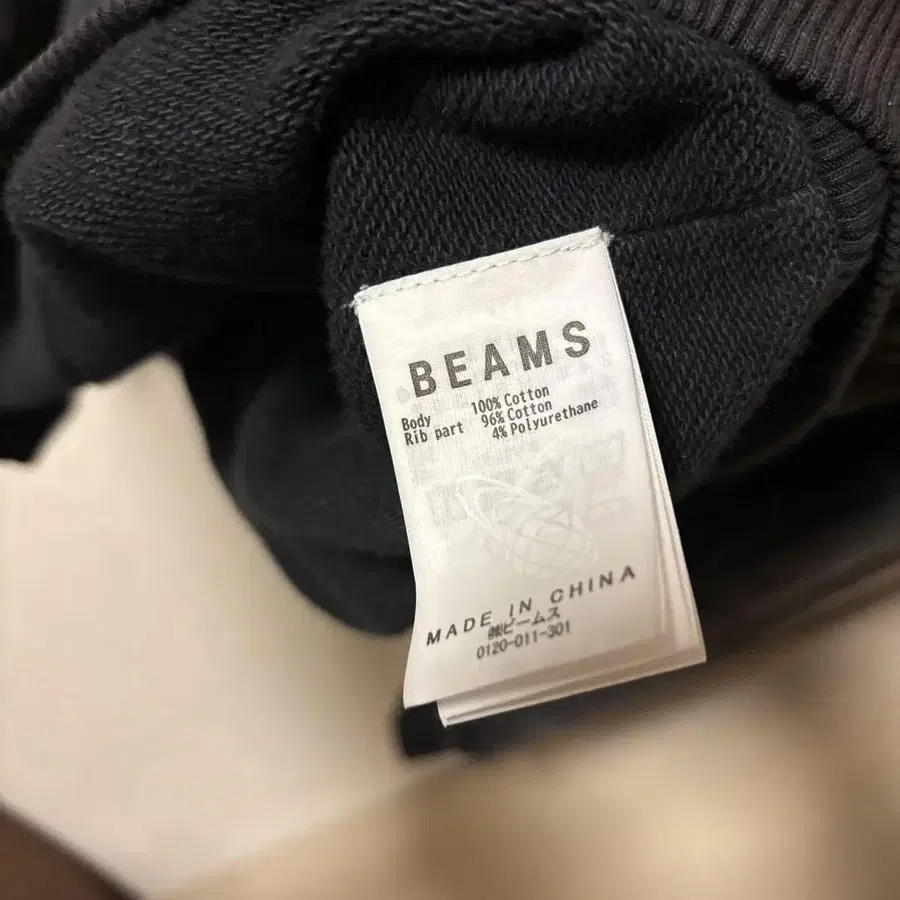 BEAMS
Body 100% Cotton
Rib part 96% Cotton
4% Polyurethane
MADE IN CHINA
㈱ビームス
0120-011-301